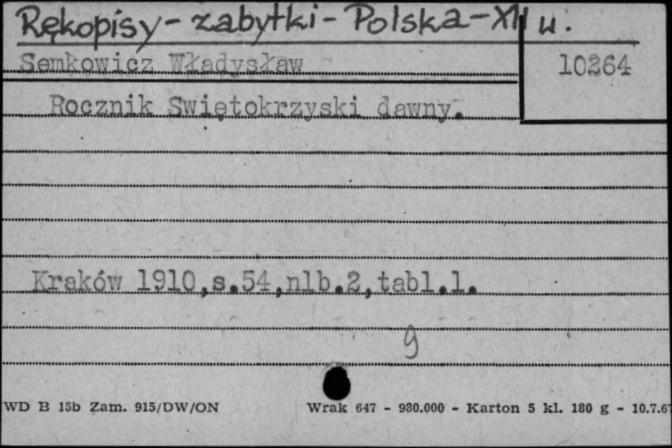 Rękopisy - zabytki - Polska - XII w.
Semkowicz Władysław
10264
Rocznik Swiętokrzyski dawny.
Kraków 1910,s.54,nlb.2,tabl.1.
9
WD B 15b Zam. 915/DW/ON
Wrak 647 - 980.000 - Karton 5 kl. 180 g - 10.7.67